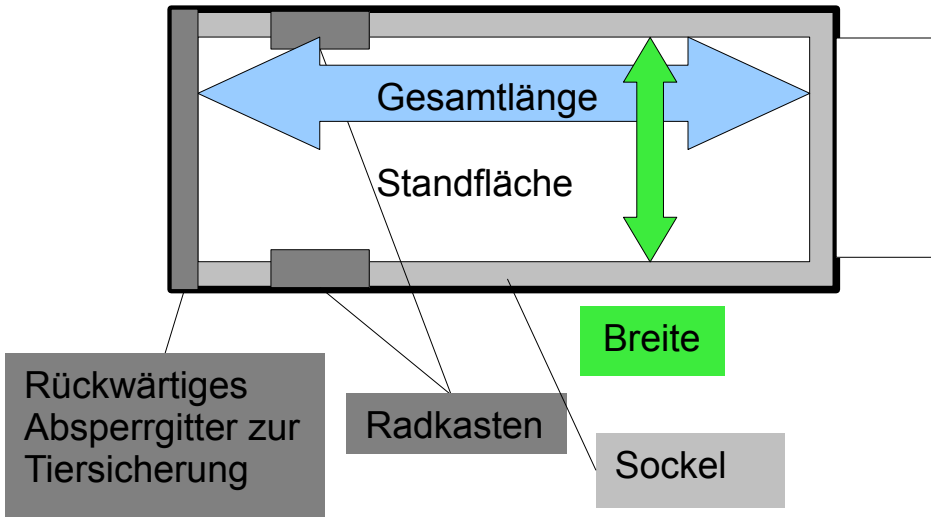 Gesamtlänge
Standfläche
Breite
Rückwärtiges
Absperrgitter zur
Tiersicherung
Radkasten
Sockel